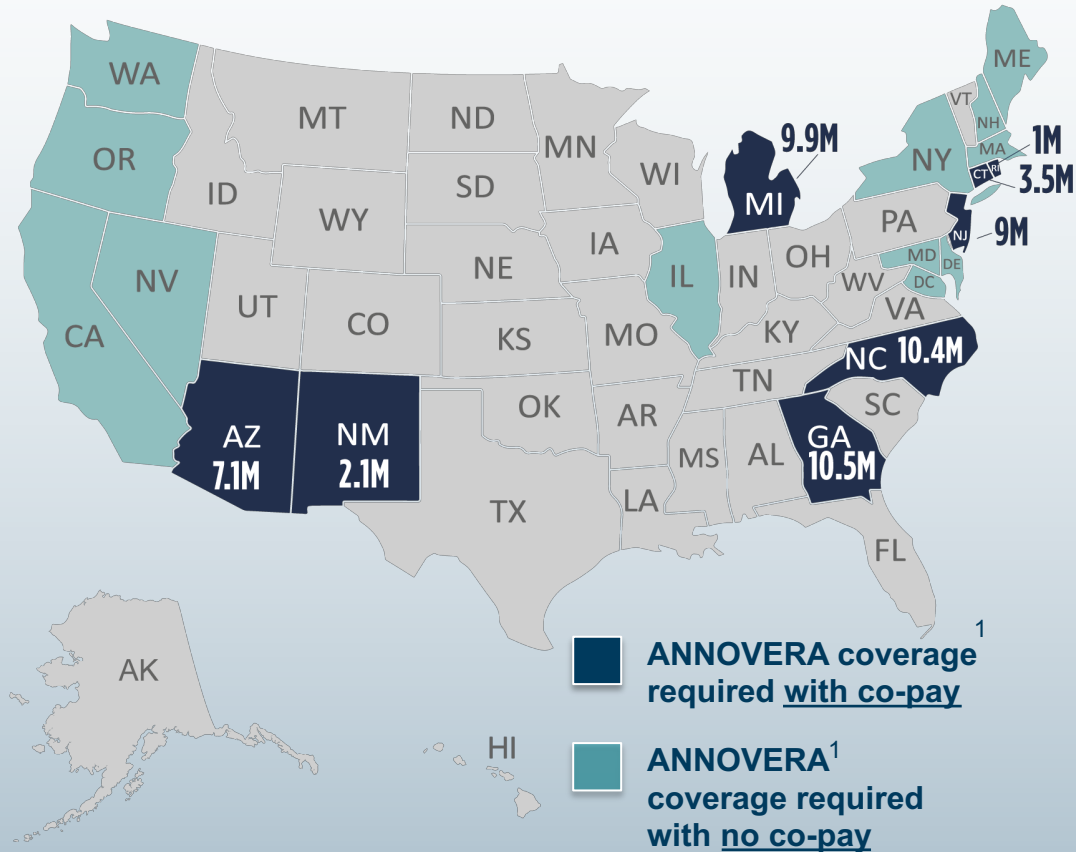 WA
ME
VT
MT
ND
NH
OR
MN
9.9M
MA
1M
NY
ID
SD
WI
CT
RI
3.5M
WY
MI
PA
NJ
9M
IA
NE
OH
MD
NV
IL
IN
DE
UT
WV
DC
CO
VA
CA
KS
MO
KY
NC 10.4M
TN
OK
AR
SC
AZ
NM
GA
7.1M
2.1M
MS
AL
10.5M
LA
TX
FL
AK
HI
ANNOVERA coverage1
required with co-pay
ANNOVERA1
coverage required
with no co-pay